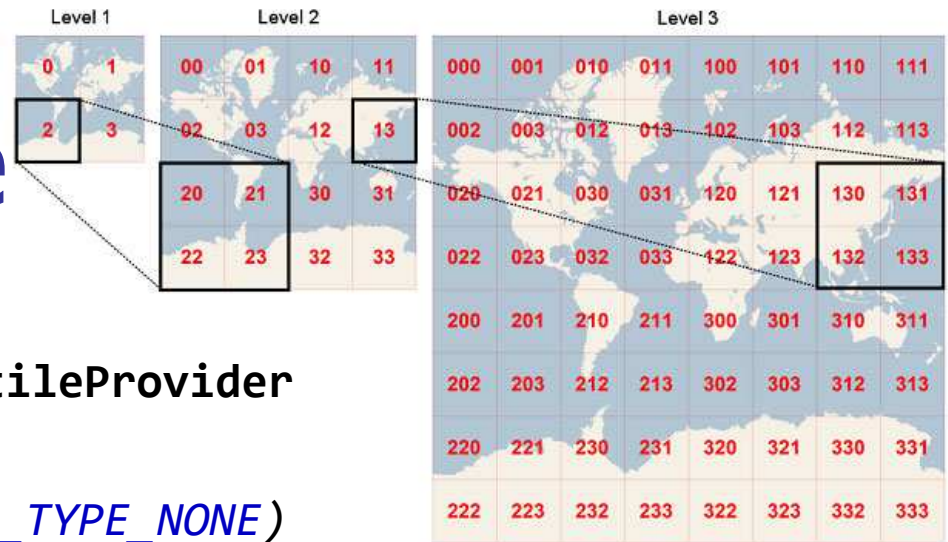 Level 1 Level 2 Level 3
0 1 00 01 10 11 000 001 010 011 100 101 110 111
2 3 02 03 12 13 002 003 012 013 102 103 112 113
e
20 21 30 31 020 021 030 031 120 121 130 131
22 23 32 33 022 023 032 033 122 123 132 133
200 201 210 211 300 301 310 311
tileProvider
202 203 212 213 302 303 312 313
220 221 230 231 320 321 330 331
_TYPE_NONE)
222 223 232 233 322 323 332 333